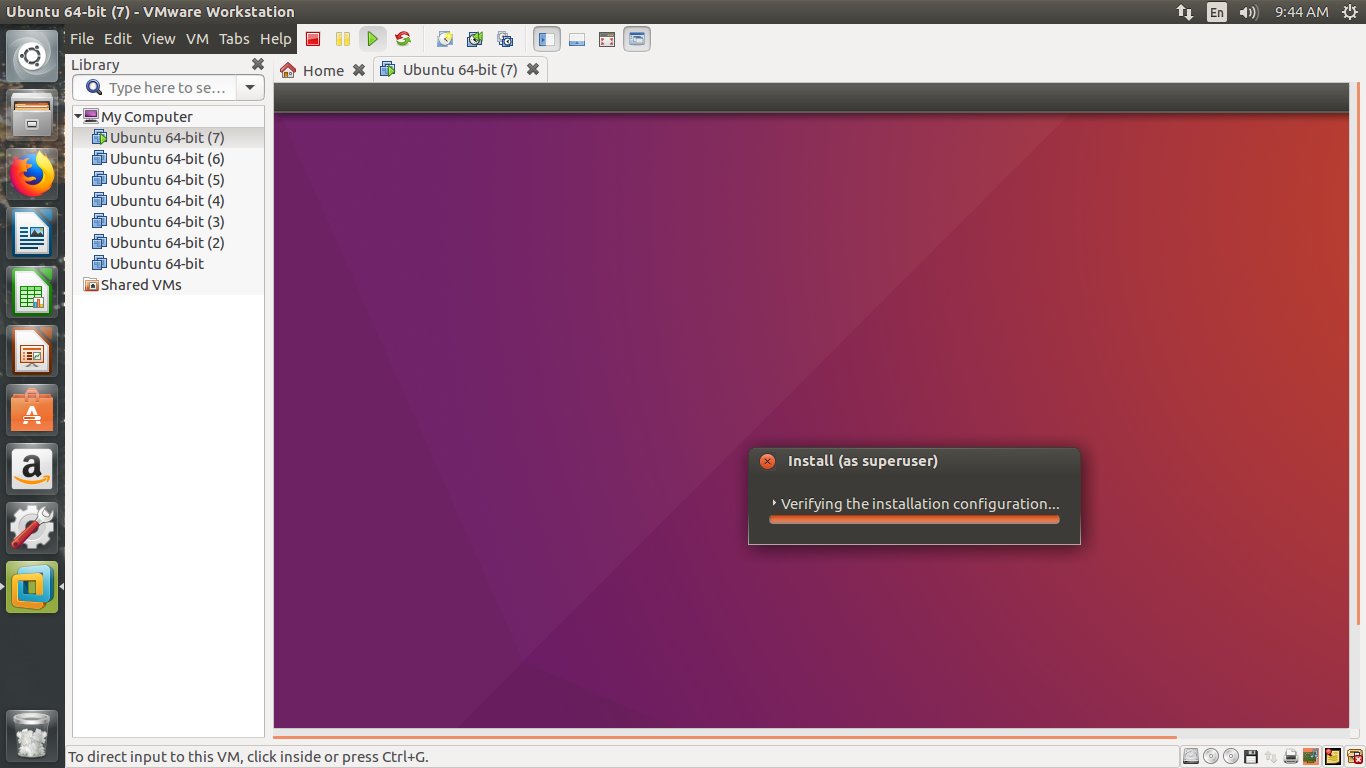 Ubuntu 64-bit (7) - VMware Workstation
En
9:44 AM
File Edit View VM Tabs Help
Library
Type here to se...
Home
Ubuntu 64-bit (7)
My Computer
Ubuntu 64-bit (7)
Ubuntu 64-bit (6)
Ubuntu 64-bit (5)
Ubuntu 64-bit (4)
Ubuntu 64-bit (3)
Ubuntu 64-bit (2)
Ubuntu 64-bit
Shared VMs
Install (as superuser)
Verifying the installation configuration...
To direct input to this VM, click inside or press Ctrl+G.